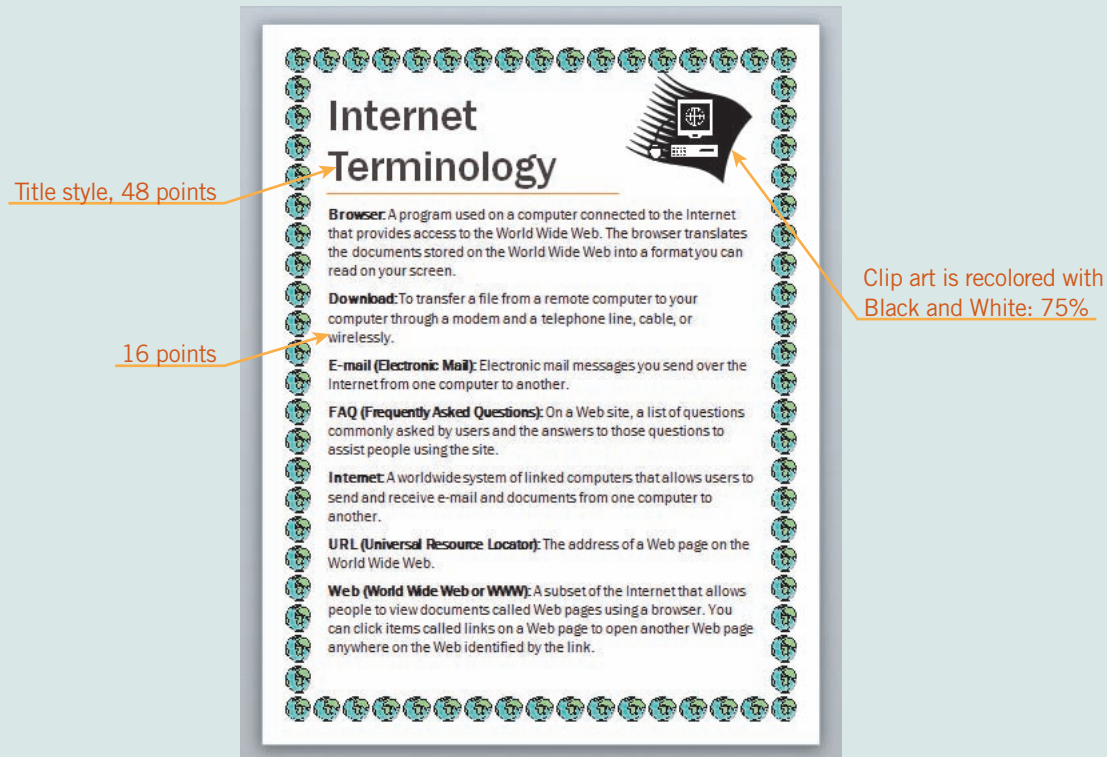 Internet
Terminology
Title style, 48 points
Browser: A program used on a computer connected to the Internet
that provides access to the World Wide Web. The browser translates
the documents stored on the World Wide Web into a format you can
read on your screen.
Clip art is recolored with
Black and White: 75%
Download: To transfer a file from a remote computer to your
computer through a modem and a telephone line, cable, or
wirelessly.
16 points
E-mail (Electronic Mail): Electronic mail messages you send over the
Internet from one computer to another.
FAQ (Frequently Asked Questions): On a Web site, a list of questions
commonly asked by users and the answers to those questions to
assist people using the site.
Internet: A worldwide system of linked computers that allows users to
send and receive e-mail and documents from one computer to
another.
URL (Universal Resource Locator): The address of a Web page on the
World Wide Web.
Web (World Wide Web or WWW): A subset of the Internet that allows
people to view documents called Web pages using a browser. You
can click items called links on a Web page to open another Web page
anywhere on the Web identified by the link.